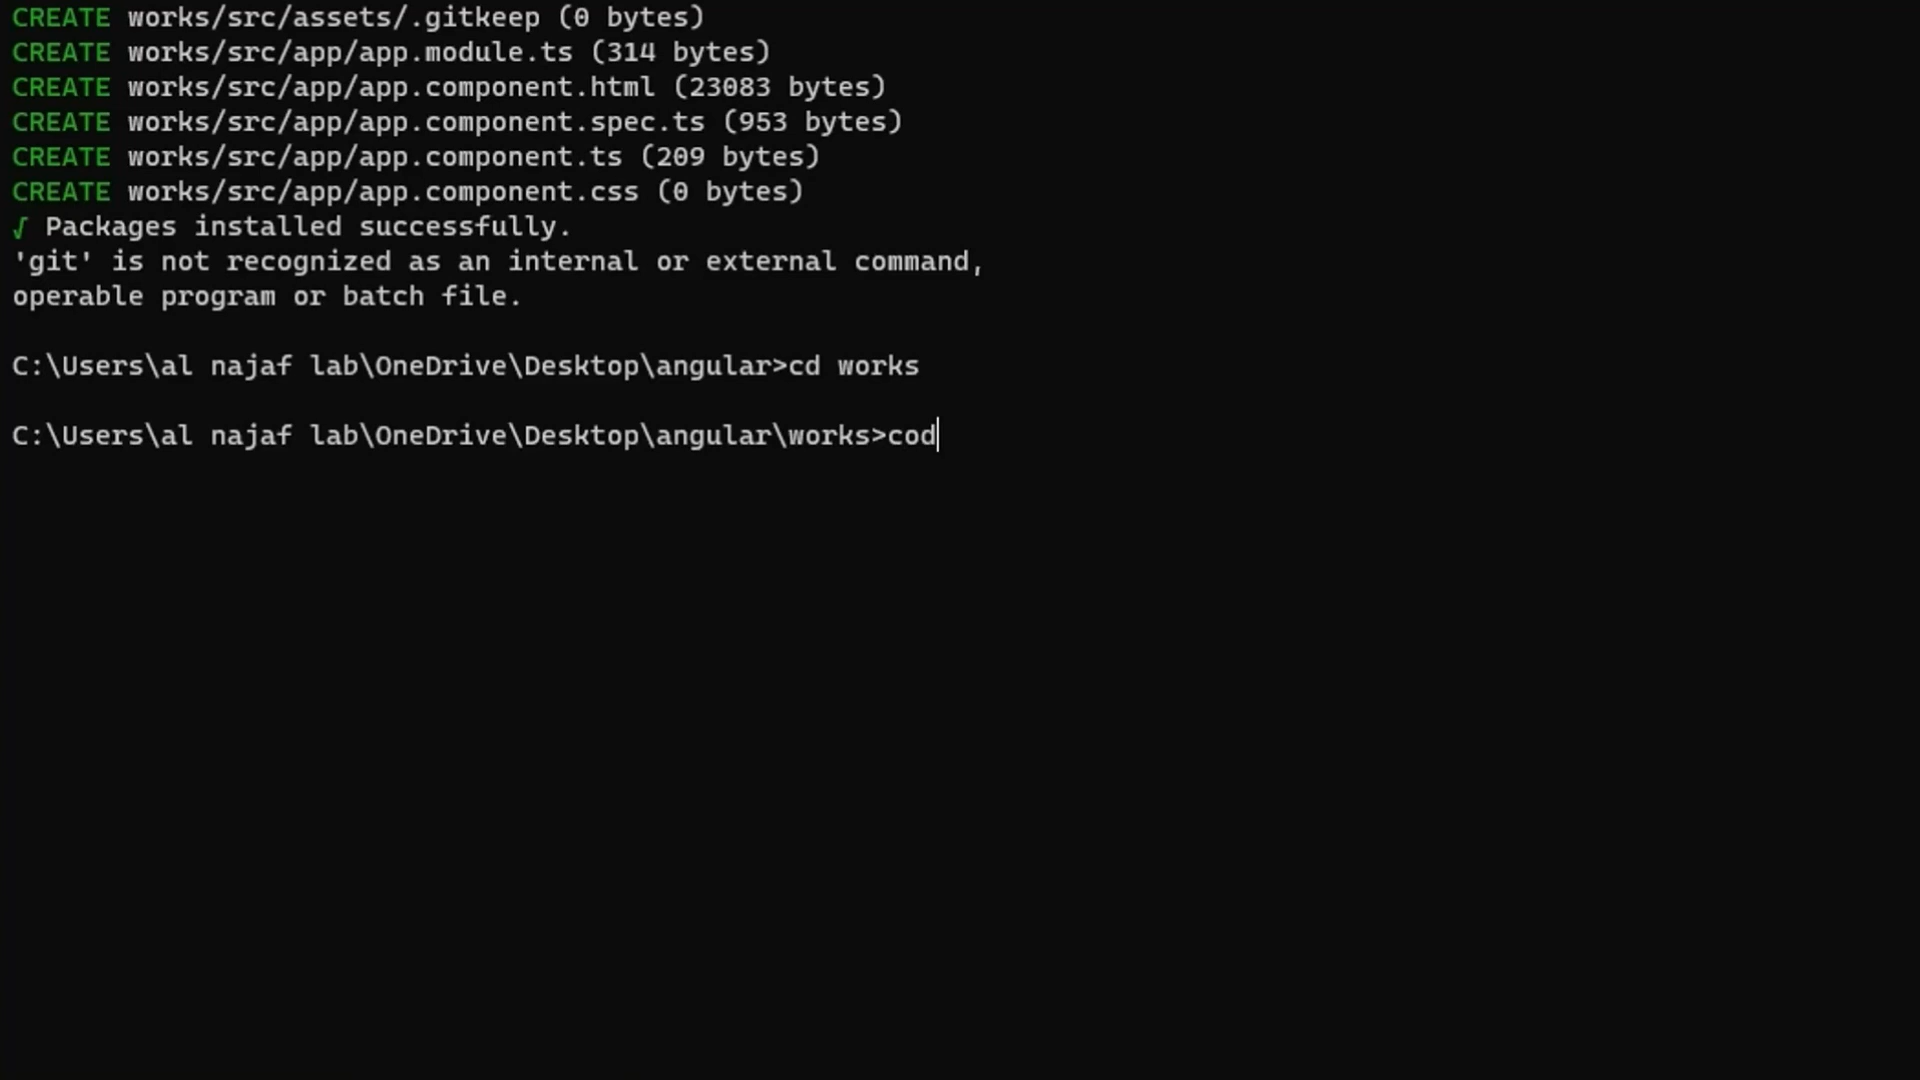 CREATE works/src/assets/.gitkeep (0 bytes)
CREATE works/src/app/app.module.ts (314 bytes)
CREATE works/src/app/app.component.html (23083 bytes)
CREATE works/src/app/app.component.spec.ts (953 bytes)
CREATE works/src/app/app.component.ts (209 bytes)
CREATE works/src/app/app.component.css (0 bytes)
√ Packages installed successfully.
'git' is not recognized as an internal or external command,
operable program or batch file.
C:\Users\al najaf lab\OneDrive\Desktop\angular>cd works
C:\Users\al najaf lab\OneDrive\Desktop\angular\works>cod